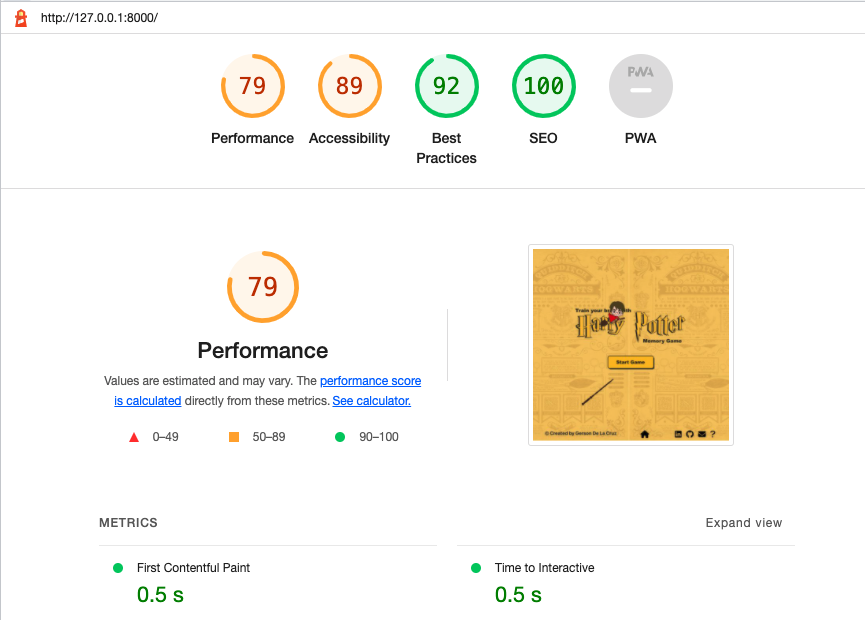 http://127.0.0.1:8000/
79
89
92
100
PWA
Performance
Accessibility
Best
Practices
SEO
PWA
79
Performance
Values are estimated and may vary. The performance score
is calculated directly from these metrics. See calculator.
0–49
50–89
90–100
Train your brain with
Harry Potter
Memory Game
Start Game
© Created by Gerson De La Cruz
?
METRICS
Expand view
First Contentful Paint
0.5 s
Time to Interactive
0.5 s